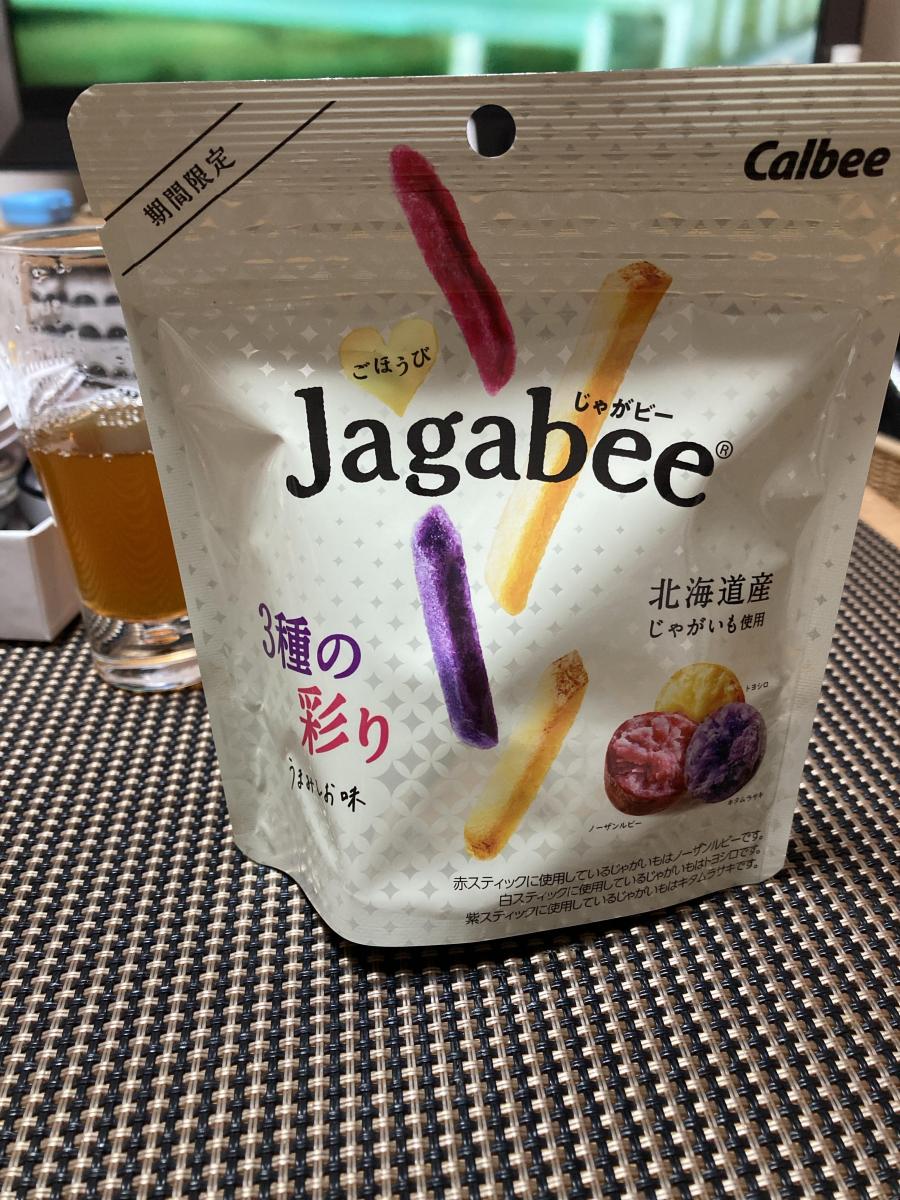 期間限定
Calbee
ごほうび
じゃがビー
Jagabee®
北海道産
じゃがいも使用
3種の
彩り
うまみしお味
トヨシロ
キタムラサキ
ノーザンルビー
赤スティックに使用しているじゃがいもはノーザンルビーです。
白スティックに使用しているじゃがいもはトヨシロです。
紫スティックに使用しているじゃがいもはキタムラサキです。